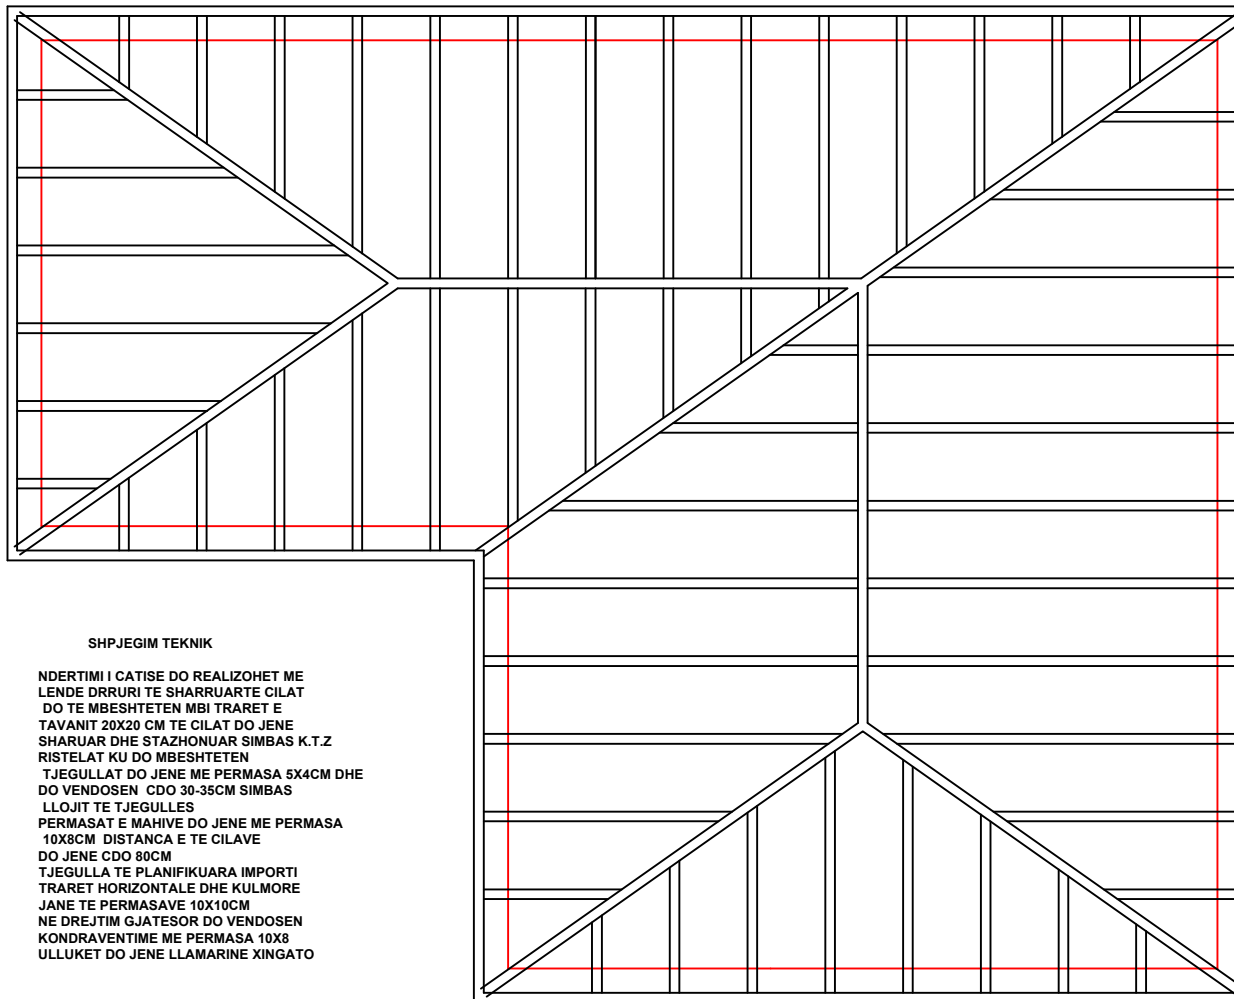 SHPJEGIM TEKNIK
NDERTIMI I CATISE DO REALIZOHET ME
LENDE DRRURI TE SHARRUARTE CILAT
DO TE MBESHTETEN MBI TRARET E
TAVANIT 20X20 CM TE CILAT DO JENE
SHARUAR DHE STAZHONUAR SIMBAS K.T.Z
RISTELAT KU DO MBESHTETEN
TJEGULLAT DO JENE ME PERMASA 5X4CM DHE
DO VENDOSEN CDO 30-35CM SIMBAS
LLOJIT TE TJEGULLES
PERMASAT E MAHIVE DO JENE ME PERMASA
10X8CM DISTANCA E TE CILAVE
DO JENE CDO 80CM
TJEGULLA TE PLANIFIKUARA IMPORTI
TRARET HORIZONTALE DHE KULMORE
JANE TE PERMASAVE 10X10CM
NE DREJTIM GJATESOR DO VENDOSEN
KONDRAVENTIME ME PERMASA 10X8
ULLUKET DO JENE LLAMARINE XINGATO